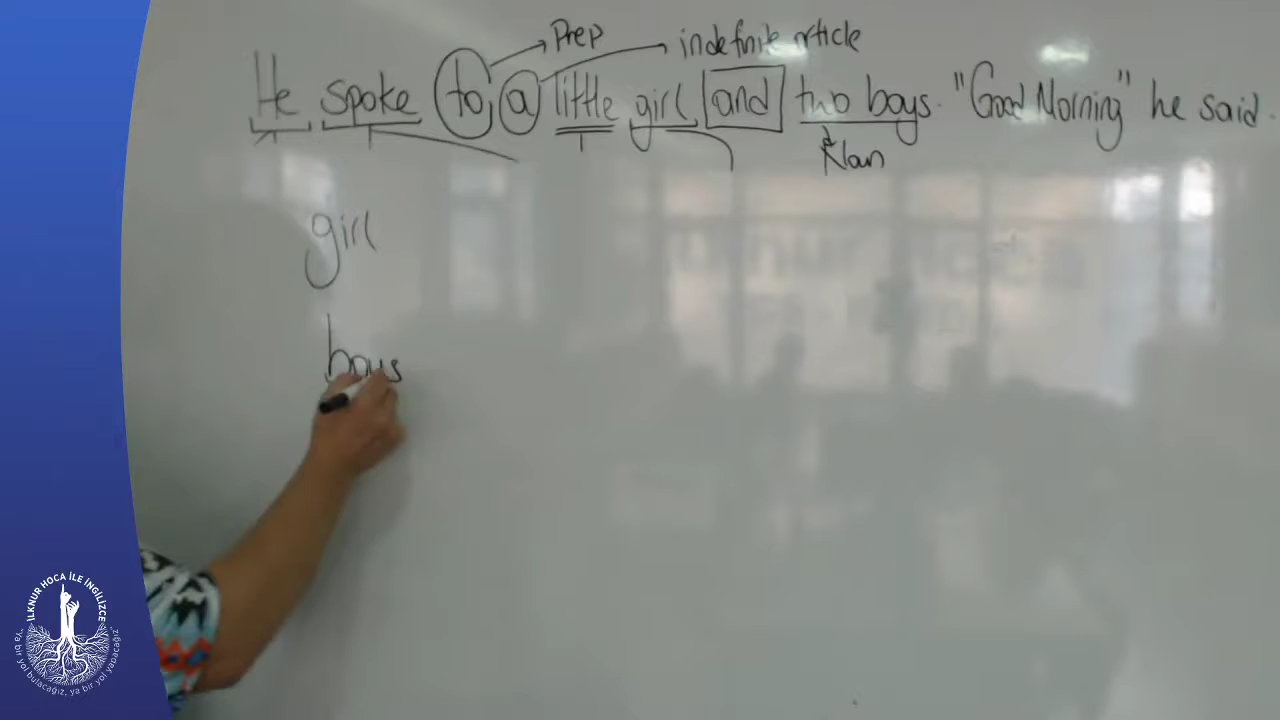 Prep indefinite article
He spoke to a little girl and two boys. "Good Morning" he said.
girl
boys
İLKNUR HOCA İLE İNGİLİZCE
"Ya bir yol bulacağız, ya bir yol yapacağız"